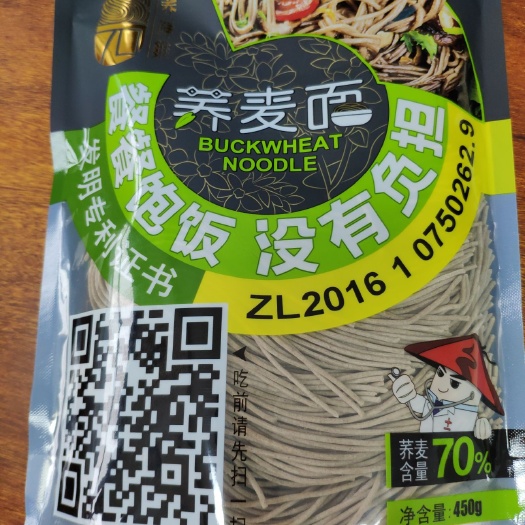 荞麦面
BUCKWHEAT
NOODLE
餐餐饱饭 没有负担
发明专利证书
ZL2016 1 0750262.9
吃前请先扫一扫
荞麦
含量
70%
净含量:450g